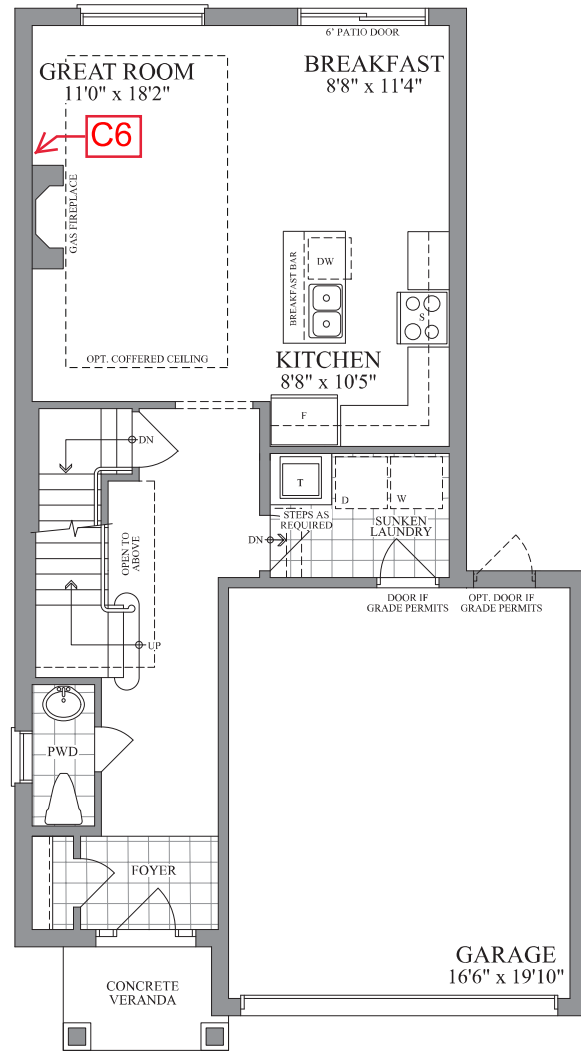 6' PATIO DOOR
GREAT ROOM
11'0" x 18'2"
BREAKFAST
8'8" x 11'4"
C6
GAS FIREPLACE
BREAKFAST BAR
DW
S
OPT. COFFERED CEILING
KITCHEN
8'8" x 10'5"
F
DN
T
D
W
STEPS AS
REQUIRED
SUNKEN
LAUNDRY
DN
OPEN TO
ABOVE
DOOR IF
GRADE PERMITS
OPT. DOOR IF
GRADE PERMITS
UP
PWD
FOYER
GARAGE
16'6" x 19'10"
CONCRETE
VERANDA